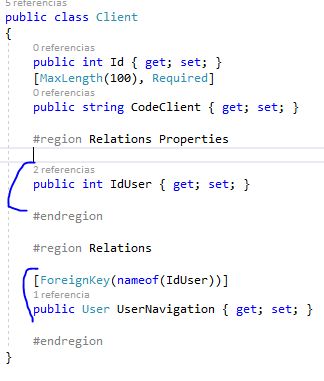 5 referencias
public class Client
{
0 referencias
public int Id { get; set; }
[MaxLength(100), Required]
0 referencias
public string CodeClient { get; set; }
#region Relations Properties
2 referencias
public int IdUser { get; set; }
#endregion
#region Relations
[ForeignKey(nameof(IdUser))]
1 referencia
public User UserNavigation { get; set; }
#endregion
}